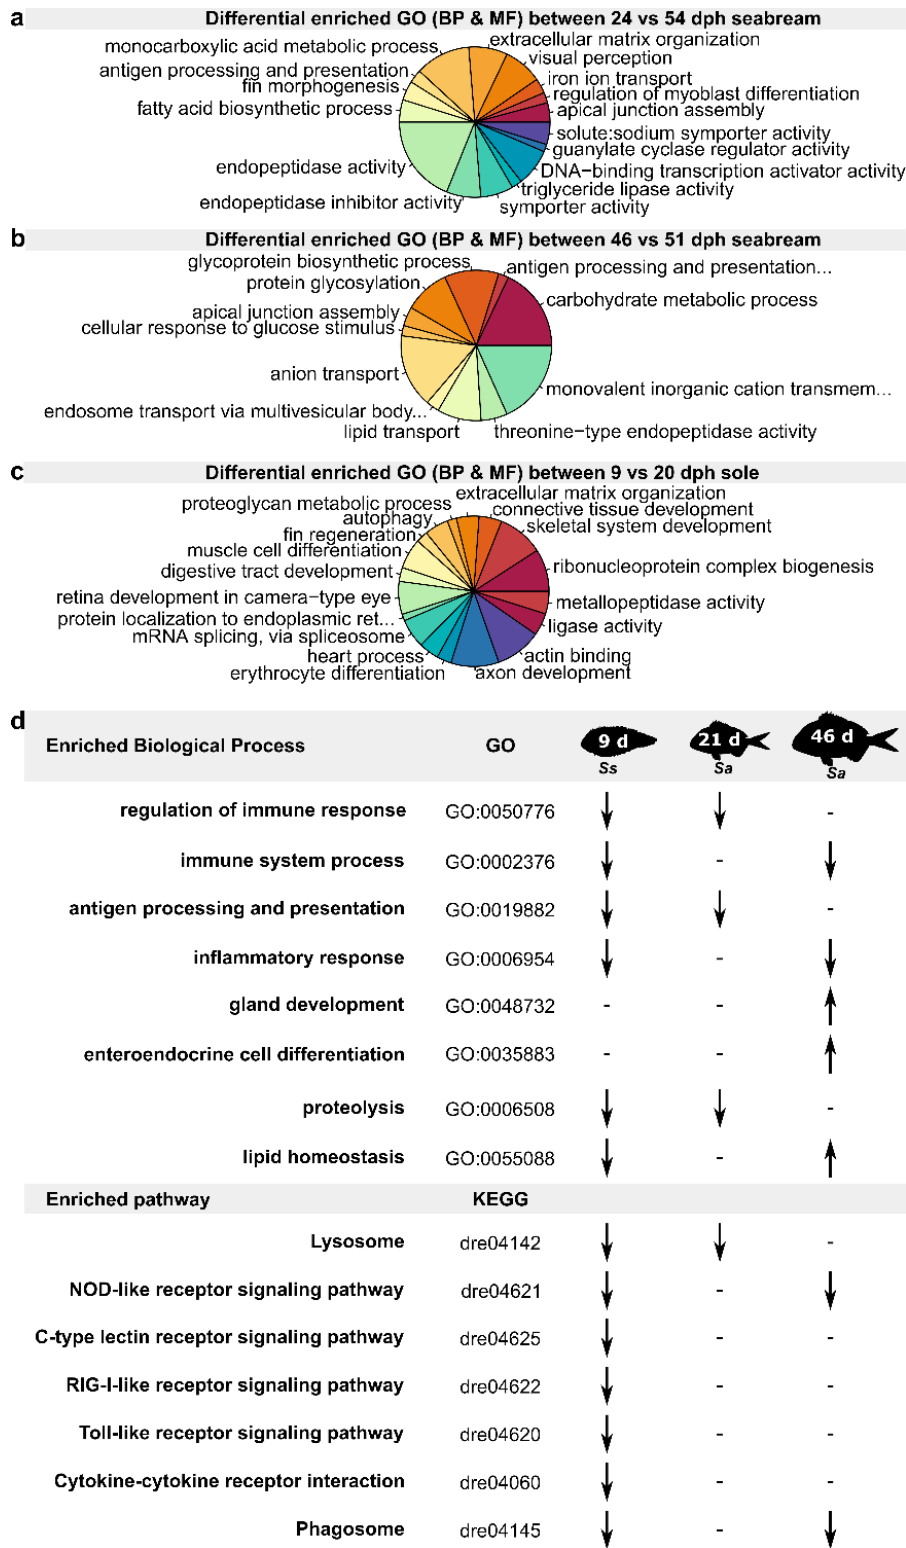 a
Differential enriched GO (BP & MF) between 24 vs 54 dph seabream
monocarboxylic acid metabolic process
antigen processing and presentation
fin morphogenesis
fatty acid biosynthetic process
endopeptidase activity
endopeptidase inhibitor activity
extracellular matrix organization
visual perception
iron ion transport
regulation of myoblast differentiation
apical junction assembly
solute:sodium symporter activity
guanylate cyclase regulator activity
DNA−binding transcription activator activity
triglyceride lipase activity
symporter activity
b
Differential enriched GO (BP & MF) between 46 vs 51 dph seabream
glycoprotein biosynthetic process
protein glycosylation
apical junction assembly
cellular response to glucose stimulus
anion transport
endosome transport via multivesicular body...
lipid transport
antigen processing and presentation...
carbohydrate metabolic process
monovalent inorganic cation transmem...
threonine−type endopeptidase activity
c
Differential enriched GO (BP & MF) between 9 vs 20 dph sole
proteoglycan metabolic process
autophagy
fin regeneration
muscle cell differentiation
digestive tract development
retina development in camera−type eye
protein localization to endoplasmic ret...
mRNA splicing, via spliceosome
heart process
erythrocyte differentiation
extracellular matrix organization
connective tissue development
skeletal system development
ribonucleoprotein complex biogenesis
metallopeptidase activity
ligase activity
actin binding
axon development
d
Enriched Biological Process GO 9 d 21 d 46 d
Ss Sa Sa
regulation of immune response GO:0050776 ↓ ↓ -
immune system process GO:0002376 ↓ - ↓
antigen processing and presentation GO:0019882 ↓ ↓ -
inflammatory response GO:0006954 ↓ - ↓
gland development GO:0048732 - - ↑
enteroendocrine cell differentiation GO:0035883 - - ↑
proteolysis GO:0006508 ↓ ↓ -
lipid homeostasis GO:0055088 ↓ - ↑
Enriched pathway KEGG
Lysosome dre04142 ↓ ↓ -
NOD-like receptor signaling pathway dre04621 ↓ - ↓
C-type lectin receptor signaling pathway dre04625 ↓ - -
RIG-I-like receptor signaling pathway dre04622 ↓ - -
Toll-like receptor signaling pathway dre04620 ↓ - -
Cytokine-cytokine receptor interaction dre04060 ↓ - -
Phagosome dre04145 ↓ - ↓